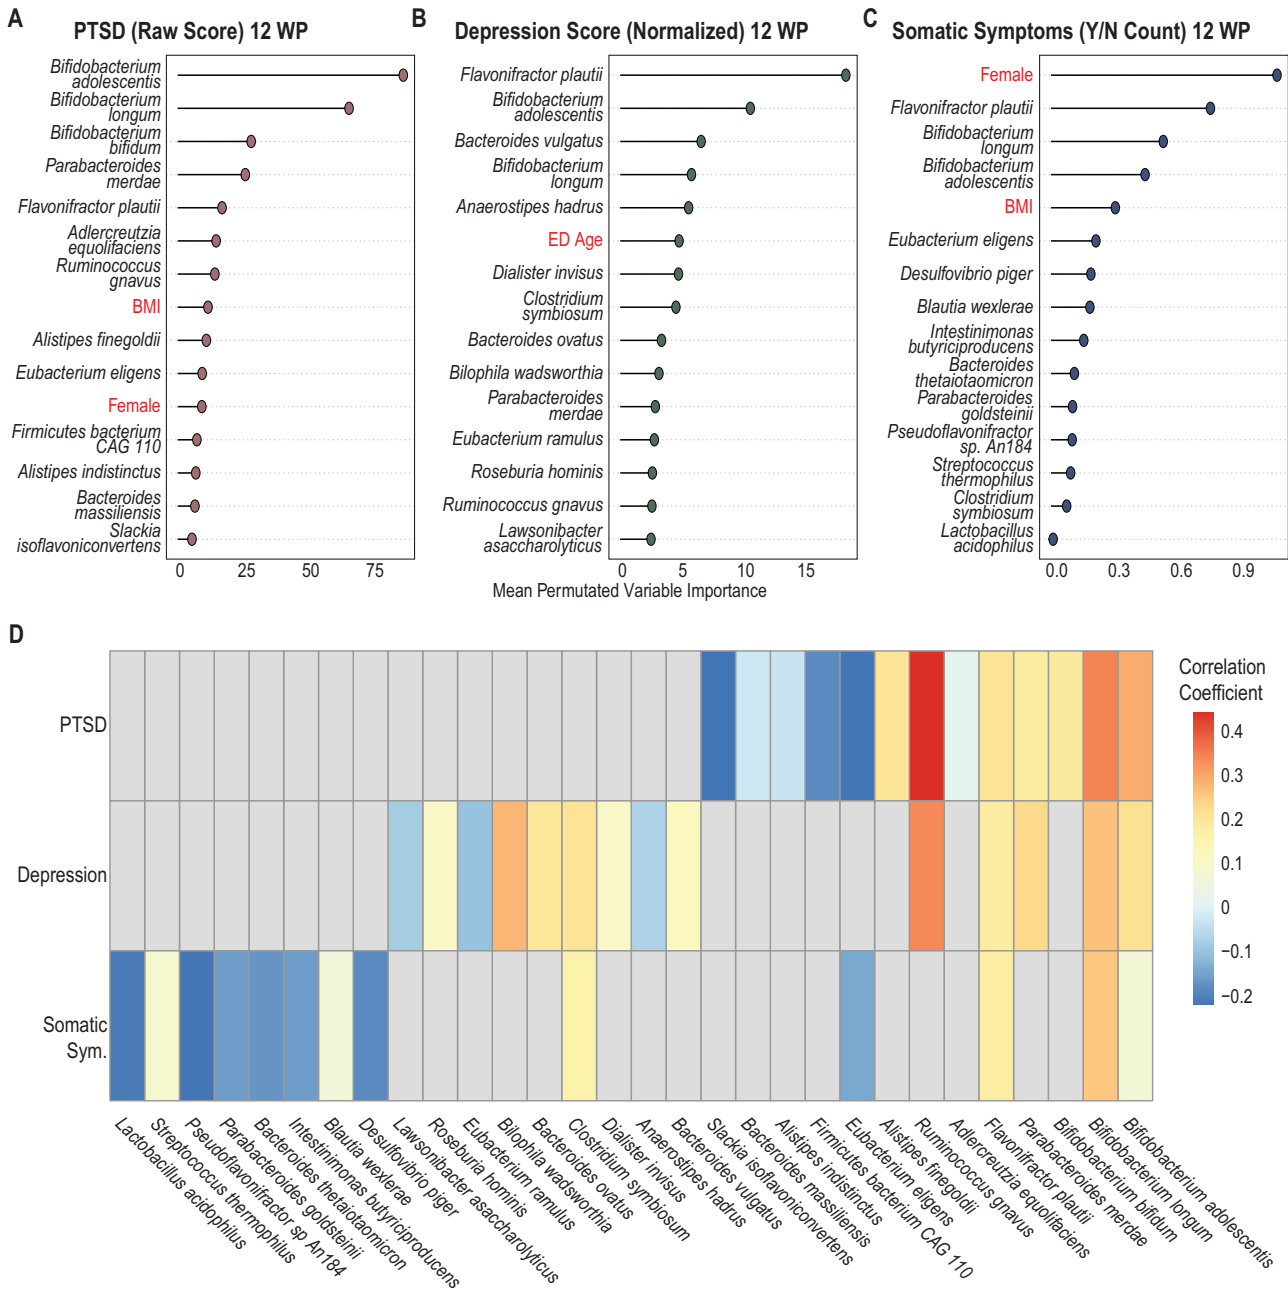 A
PTSD (Raw Score) 12 WP
Bifidobacterium
adolescentis
Bifidobacterium
longum
Bifidobacterium
bifidum
Parabacteroides
merdae
Flavonifractor plautii
Adlercreutzia
equolifaciens
Ruminococcus
gnavus
BMI
Alistipes finegoldii
Eubacterium eligens
Female
Firmicutes bacterium
CAG 110
Alistipes indistinctus
Bacteroides
massiliensis
Slackia
isoflavoniconvertens
0 25 50 75
B
Depression Score (Normalized) 12 WP
Flavonifractor plautii
Bifidobacterium
adolescentis
Bacteroides vulgatus
Bifidobacterium
longum
Anaerostipes hadrus
ED Age
Dialister invisus
Clostridium
symbiosum
Bacteroides ovatus
Bilophila wadsworthia
Parabacteroides
merdae
Eubacterium ramulus
Roseburia hominis
Ruminococcus gnavus
Lawsonibacter
asaccharolyticus
0 5 10 15
Mean Permutated Variable Importance
C
Somatic Symptoms (Y/N Count) 12 WP
Female
Flavonifractor plautii
Bifidobacterium
longum
Bifidobacterium
adolescentis
BMI
Eubacterium eligens
Desulfovibrio piger
Blautia wexlerae
Intestinimonas
butyriciproducens
Bacteroides
thetaiotaomicron
Parabacteroides
goldsteinii
Pseudoflavonifractor
sp. An184
Streptococcus
thermophilus
Clostridium
symbiosum
Lactobacillus
acidophilus
0.0 0.3 0.6 0.9
D
PTSD
Depression
Somatic
Sym.
Lactobacillus acidophilus
Streptococcus thermophilus
Pseudoflavonifractor sp An184
Parabacteroides goldsteinii
Bacteroides thetaiotaomicron
Intestinimonas butyriciproducens
Blautia wexlerae
Desulfovibrio piger
Lawsonibacter asaccharolyticus
Roseburia hominis
Eubacterium ramulus
Bilophila wadsworthia
Bacteroides ovatus
Clostridium symbiosum
Dialister invisus
Anaerostipes hadrus
Bacteroides vulgatus
Slackia isoflavoniconvertens
Bacteroides massiliensis
Alistipes indistinctus
Firmicutes bacterium CAG 110
Eubacterium eligens
Alistipes finegoldii
Ruminococcus gnavus
Adlercreutzia equolifaciens
Flavonifractor plautii
Parabacteroides merdae
Bifidobacterium bifidum
Bifidobacterium longum
Bifidobacterium adolescentis
Correlation
Coefficient
0.4
0.3
0.2
0.1
0
−0.1
−0.2